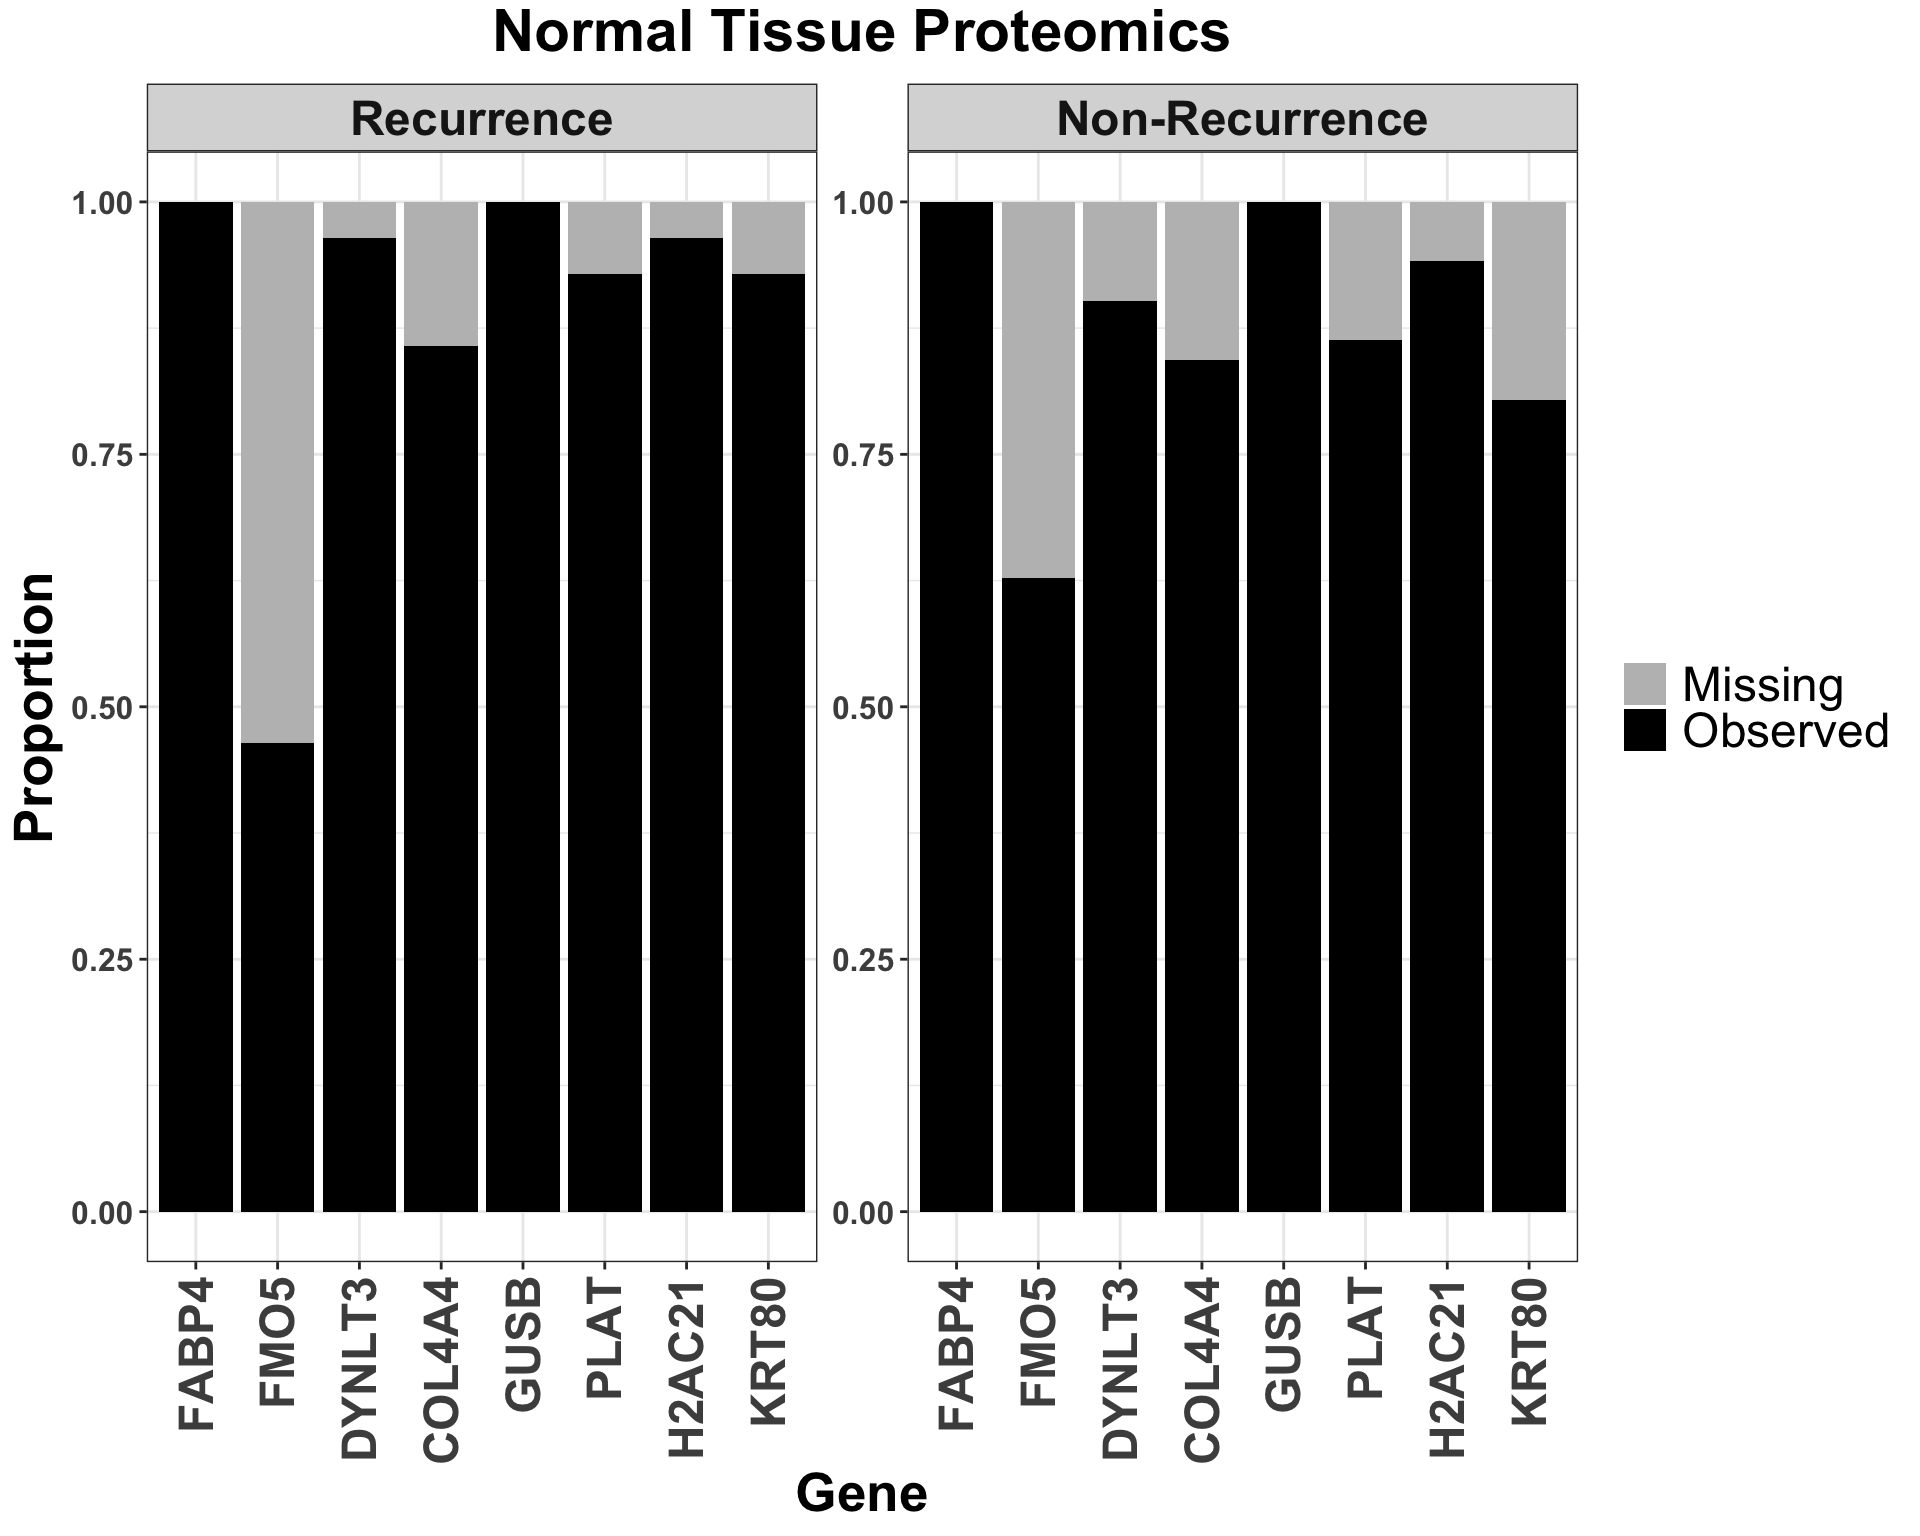 Normal Tissue Proteomics
Recurrence
Non-Recurrence
Proportion
1.00
0.75
0.50
0.25
0.00
1.00
0.75
0.50
0.25
0.00
FABP4
FMO5
DYNLT3
COL4A4
GUSB
PLAT
H2AC21
KRT80
FABP4
FMO5
DYNLT3
COL4A4
GUSB
PLAT
H2AC21
KRT80
Gene
Missing
Observed